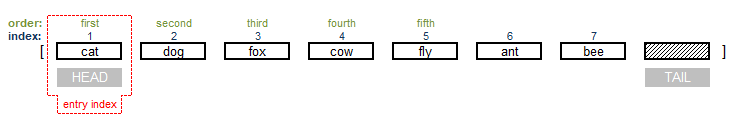 order: first second third fourth fifth
index: 1 2 3 4 5 6 7
[ cat dog fox cow fly ant bee ]
HEAD TAIL
entry index